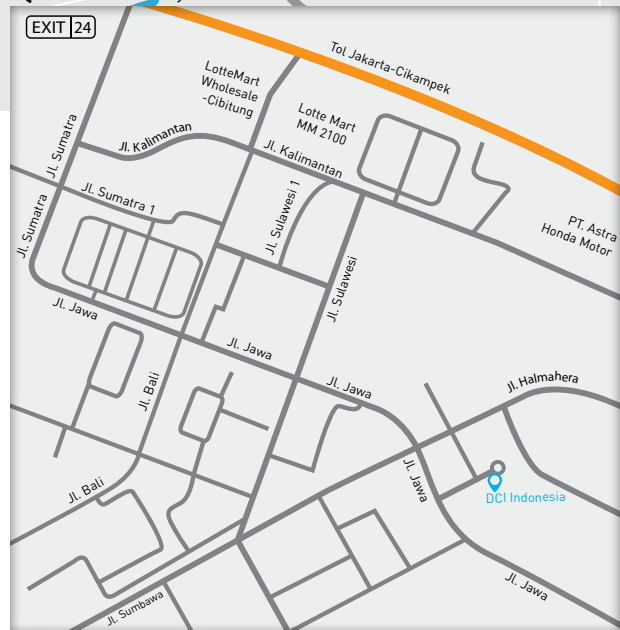 EXIT 24
Tol Jakarta-Cikampek
LotteMart
Wholesale
-Cibitung
Lotte Mart
MM 2100
Jl. Sumatra
Jl. Kalimantan
Jl. Kalimantan
Jl. Sumatra 1
Jl. Sulawesi 1
Jl. Sumatra
PT. Astra
Honda Motor
Jl. Sulawesi
Jl. Jawa
Jl. Jawa
Jl. Bali
Jl. Jawa
Jl. Halmahera
Jl. Jawa
Jl. Bali
DCI Indonesia
Jl. Jawa
Jl. Sumbawa